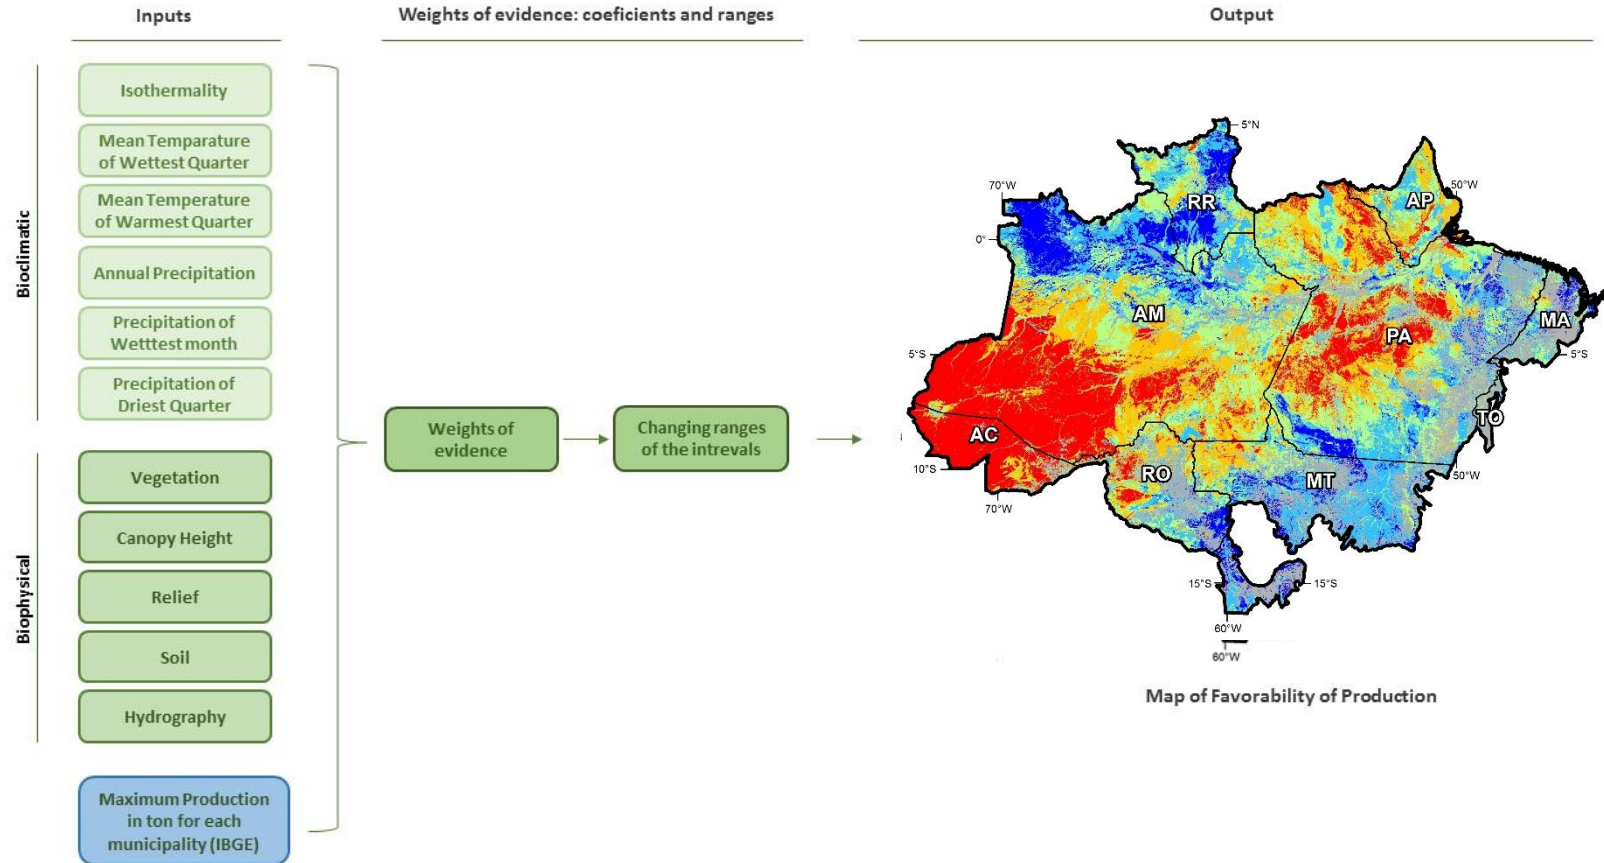 Inputs
Weights of evidence: coeficients and ranges
Output
Bioclimatic
Isothermality
Mean Temparature
of Wettest Quarter
Mean Temperature
of Warmest Quarter
Annual Precipitation
Precipitation of
Wetttest month
Precipitation of
Driest Quarter
Biophysical
Vegetation
Canopy Height
Relief
Soil
Hydrography
Maximum Production
in ton for each
municipality (IBGE)
Weights of
evidence
Changing ranges
of the intrevals
5°N
70°W
50°W
RR
AP
0°
AM
PA
MA
5°S
5°S
TO
AC
10°S
RO
MT
50°W
70°W
15°S
15°S
60°W
60°W
Map of Favorability of Production